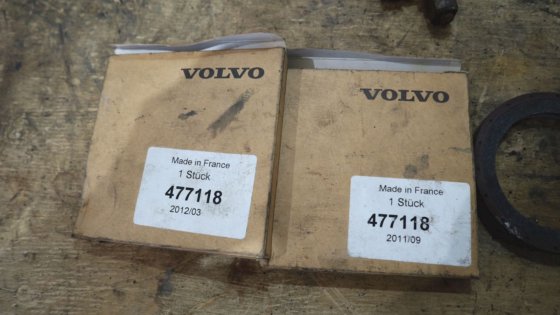 VOLVO
Made in France
1 Stück
477118
2012/03
VOLVO
Made in France
1 Stück
477118
2011/09